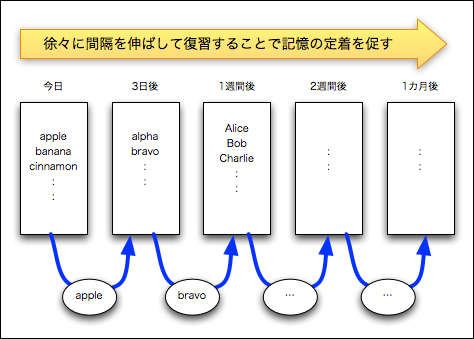 徐々に間隔を伸ばして復習することで記憶の定着を促す
今日
3日後
1週間後
2週間後
1カ月後
apple
banana
cinnamon
:
:
alpha
bravo
:
:
Alice
Bob
Charlie
:
:
:
:
:
:
apple
bravo
…
…